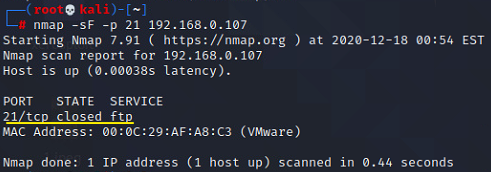 ┌──(root💀kali)-[~]
└─# nmap -sF -p 21 192.168.0.107
Starting Nmap 7.91 ( https://nmap.org ) at 2020-12-18 00:54 EST
Nmap scan report for 192.168.0.107
Host is up (0.00038s latency).

PORT   STATE  SERVICE
21/tcp closed ftp
MAC Address: 00:0C:29:AF:A8:C3 (VMware)

Nmap done: 1 IP address (1 host up) scanned in 0.44 seconds